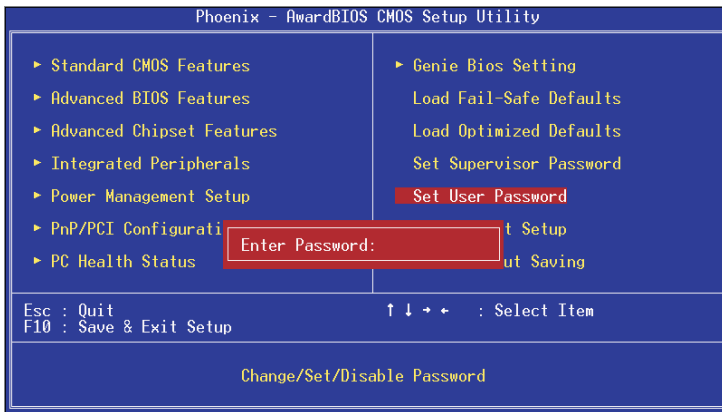 Phoenix - AwardBIOS CMOS Setup Utility
► Standard CMOS Features
► Advanced BIOS Features
► Advanced Chipset Features
► Integrated Peripherals
► Power Management Setup
► PnP/PCI Configurati
► PC Health Status
► Genie Bios Setting
Load Fail-Safe Defaults
Load Optimized Defaults
Set Supervisor Password
Set User Password
t Setup
ut Saving
Enter Password:
Esc : Quit
F10 : Save & Exit Setup
↑ ↓ → ← : Select Item
Change/Set/Disable Password